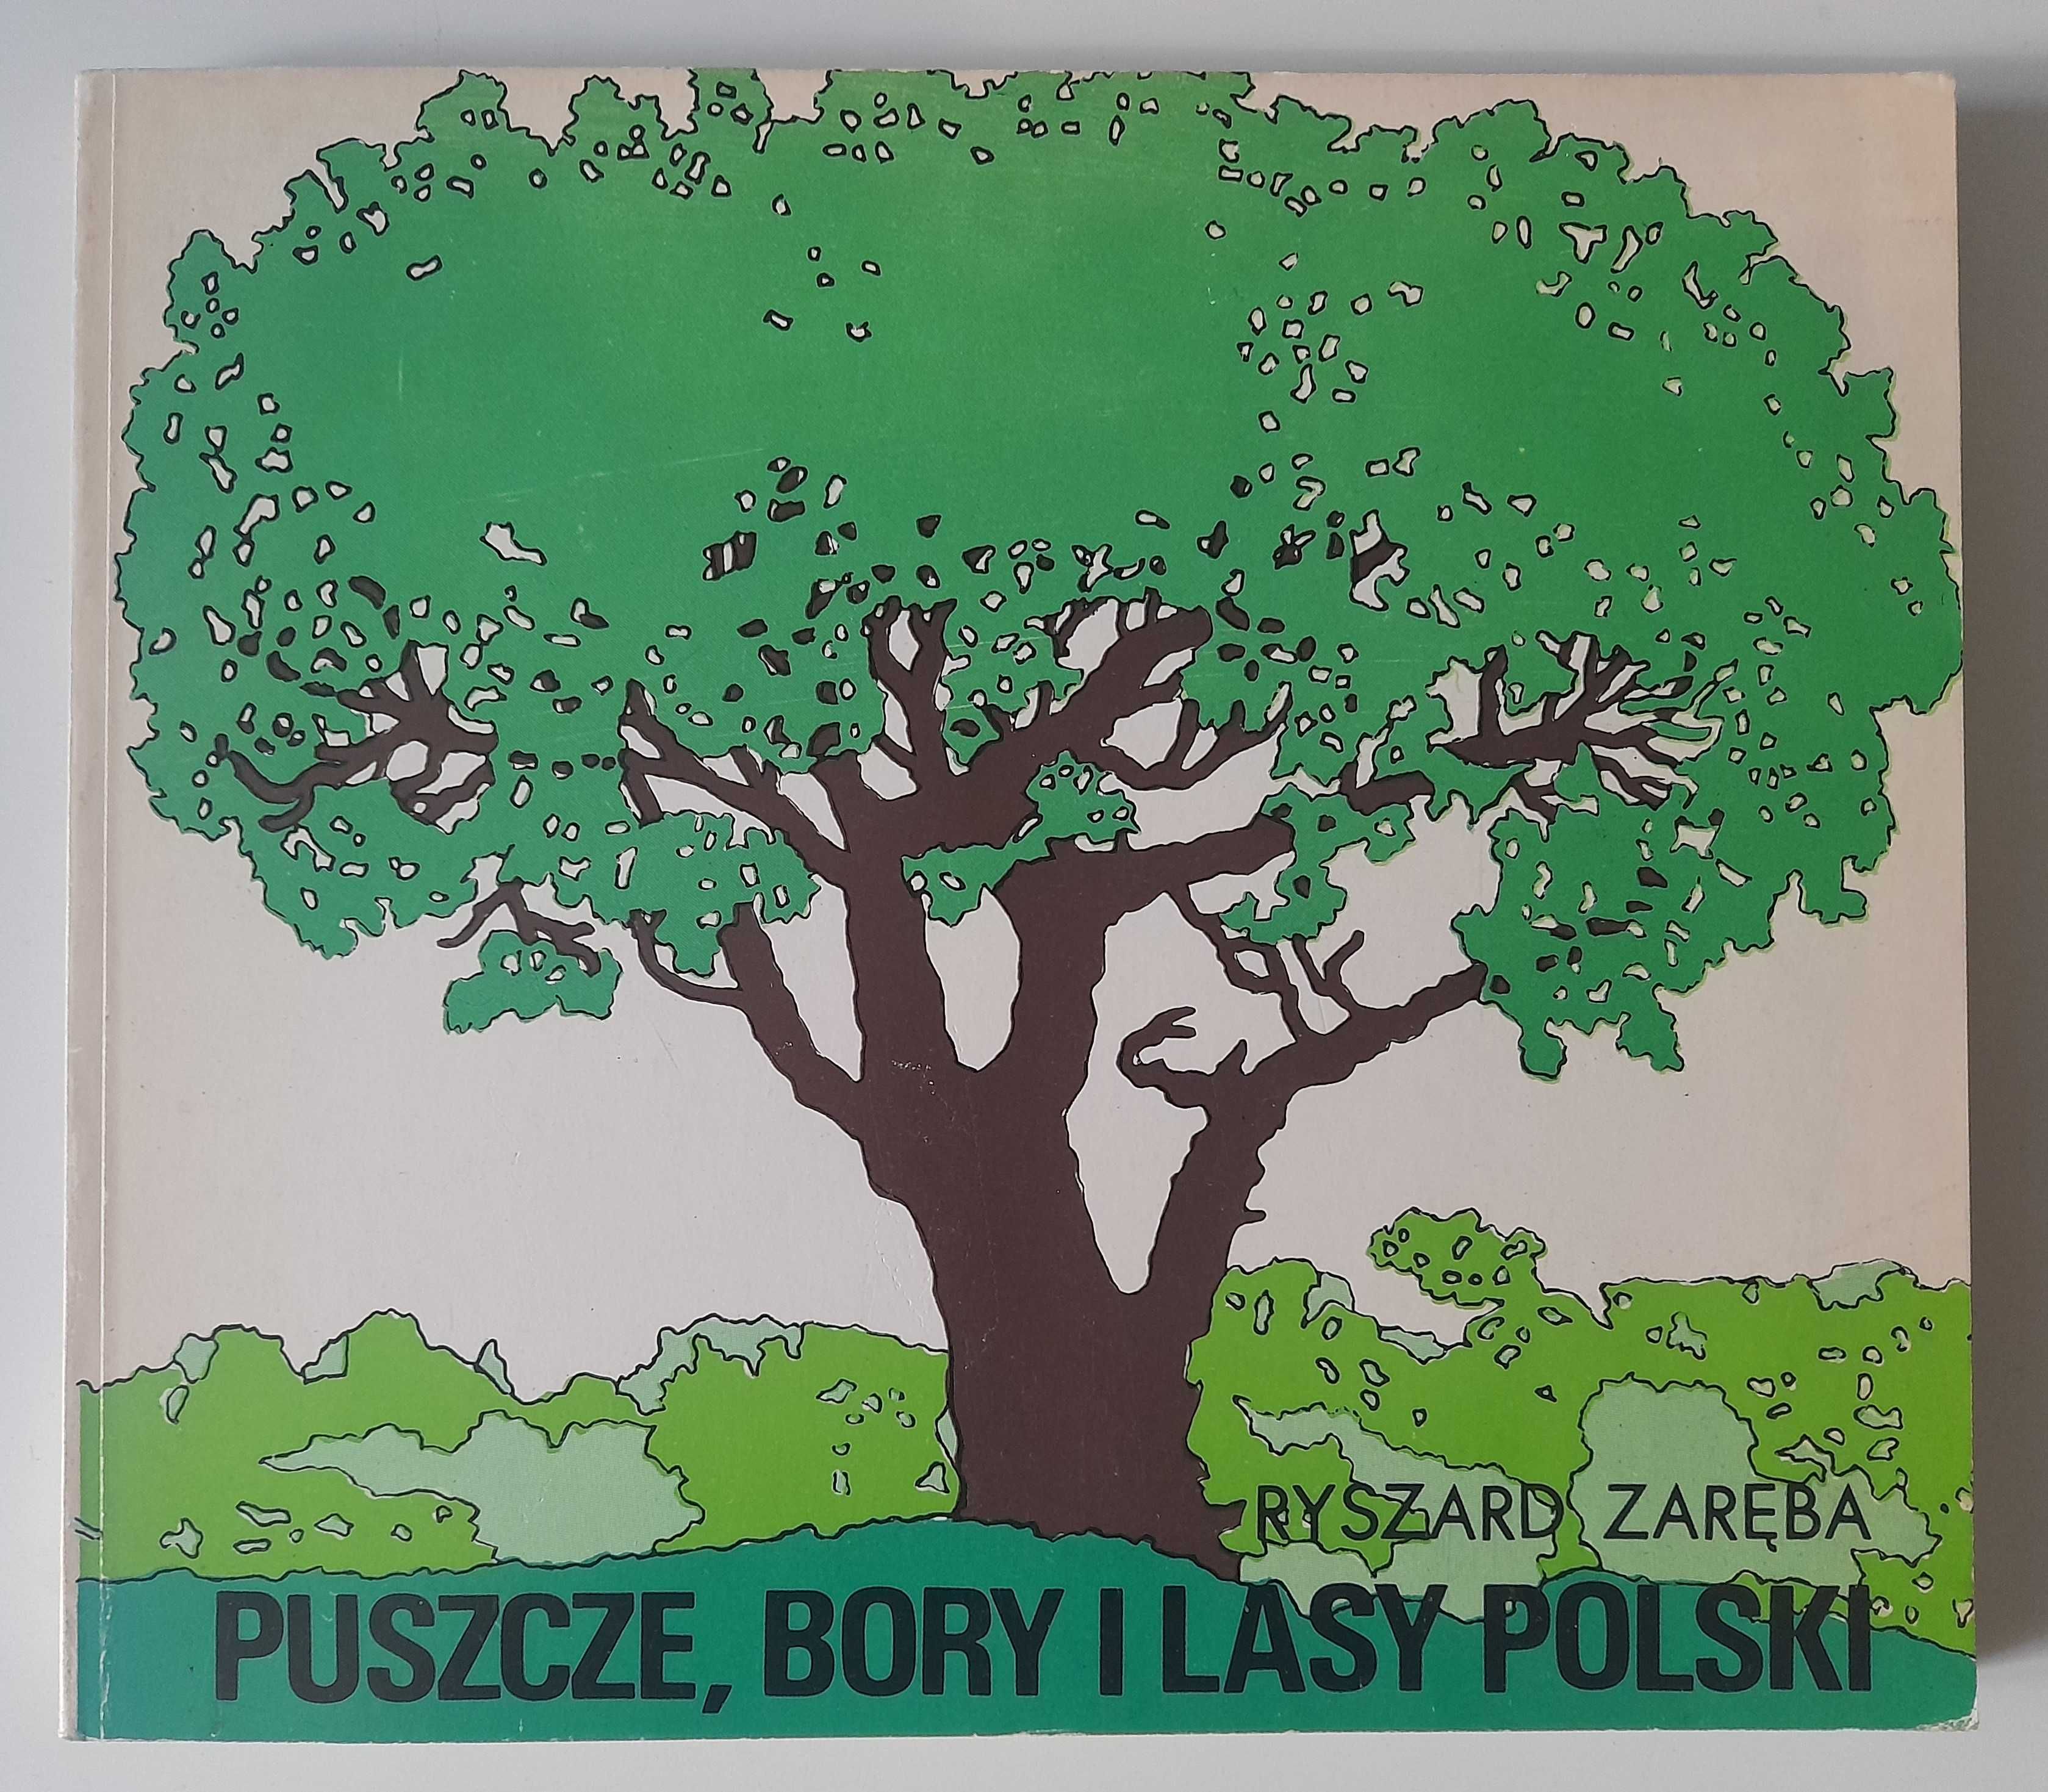 RYSZARD ZARĘBA
PUSZCZE, BORY I LASY POLSKI